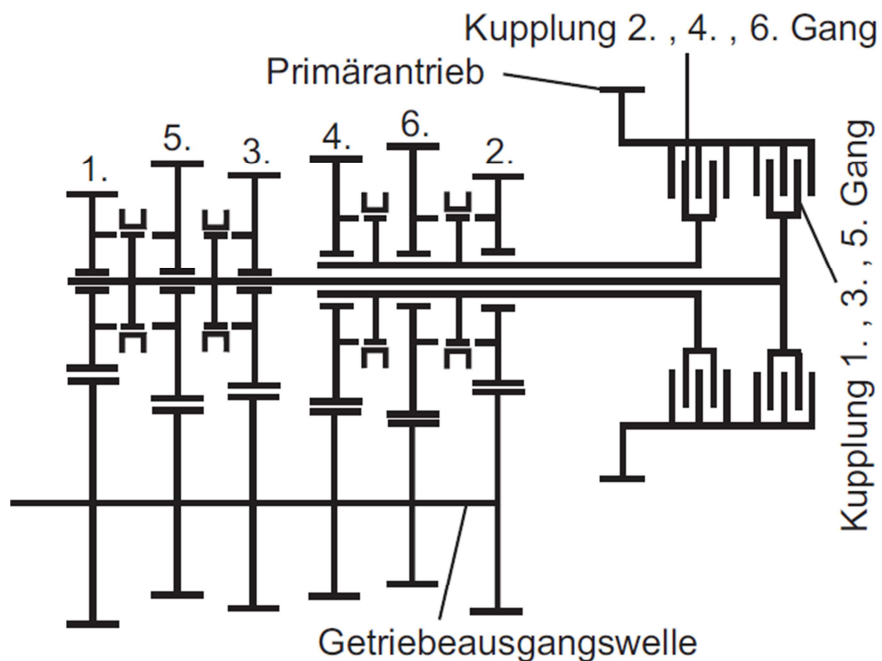 Kupplung 2. , 4. , 6. Gang
Primärantrieb
1.
5.
3.
4.
6.
2.
Kupplung 1. , 3. , 5. Gang
Getriebeausgangswelle